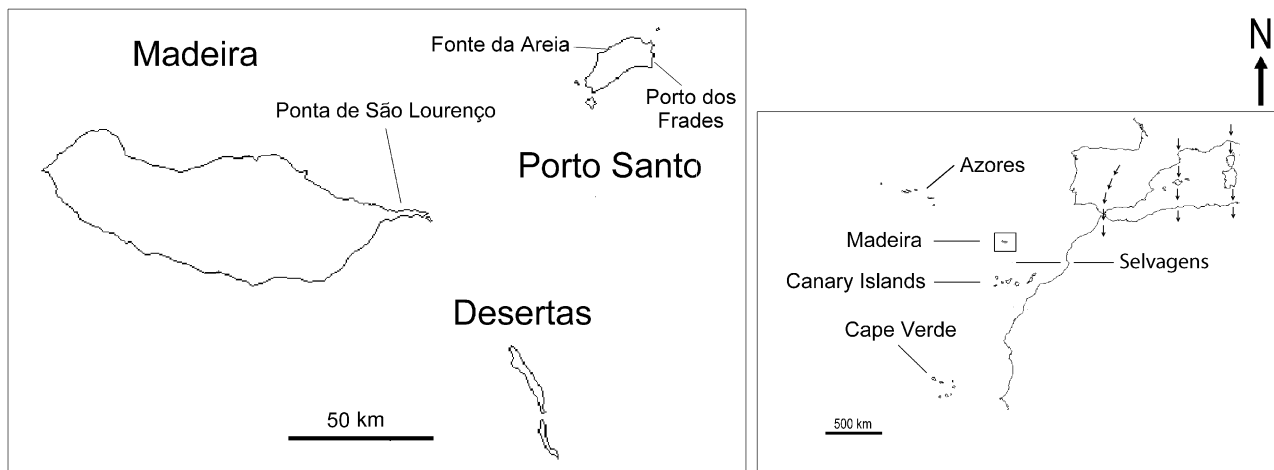 Madeira
Fonte da Areia
Ponta de São Lourenço
Porto dos
Frades
Porto Santo
Desertas
50 km
N
Azores
Madeira
Selvagens
Canary Islands
Cape Verde
500 km